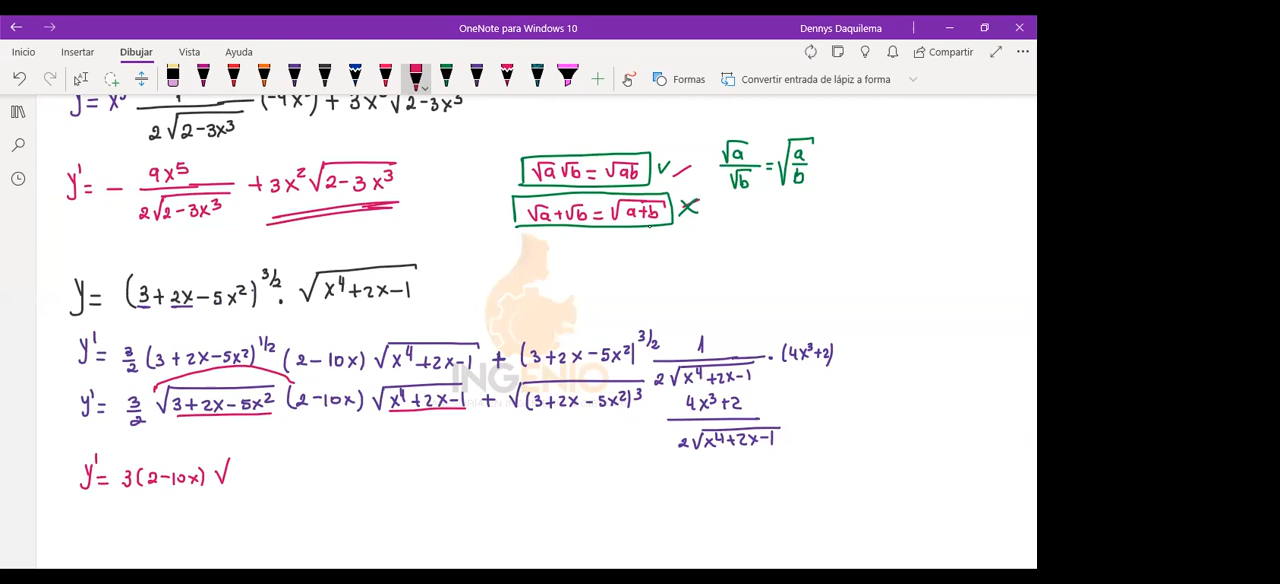 OneNote para Windows 10
Dennys Daquilema
Inicio Insertar Dibujar Vista Ayuda Compartir
Formas Convertir entrada de lápiz a forma
2√(2-3x³)
y' = - 9x⁵ / 2√(2-3x³) + 3x²√(2-3x³)
√a √b = √ab ✓
√a+√b = √(a+b) ✗
√a/√b = √(a/b)
y = (3+2x-5x²)^3/2 · √(x⁴+2x-1)
y' = 3/2 (3+2x-5x²)^1/2 (2-10x) √(x⁴+2x-1) + (3+2x-5x²)^3/2 1 / 2√(x⁴+2x-1) · (4x³+2)
y' = 3/2 √(3+2x-5x²) (2-10x) √(x⁴+2x-1) + √(3+2x-5x²)³ 4x³+2 / 2√(x⁴+2x-1)
y' = 3(2-10x) √
INGENIO